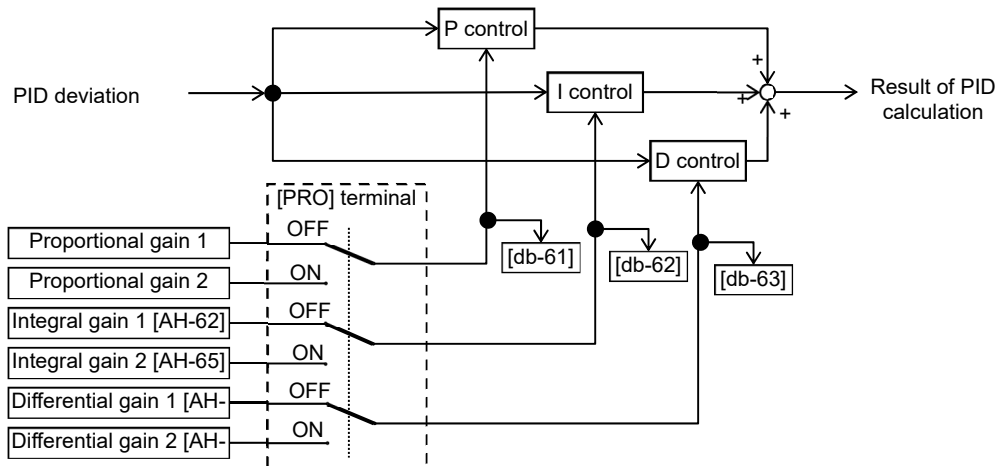 P control
+
PID deviation
I control
+
Result of PID
calculation
+
D control
[PRO] terminal
OFF
Proportional gain 1
[db-61]
[db-62]
[db-63]
ON
Proportional gain 2
OFF
Integral gain 1 [AH-62]
ON
Integral gain 2 [AH-65]
OFF
Differential gain 1 [AH-
ON
Differential gain 2 [AH-